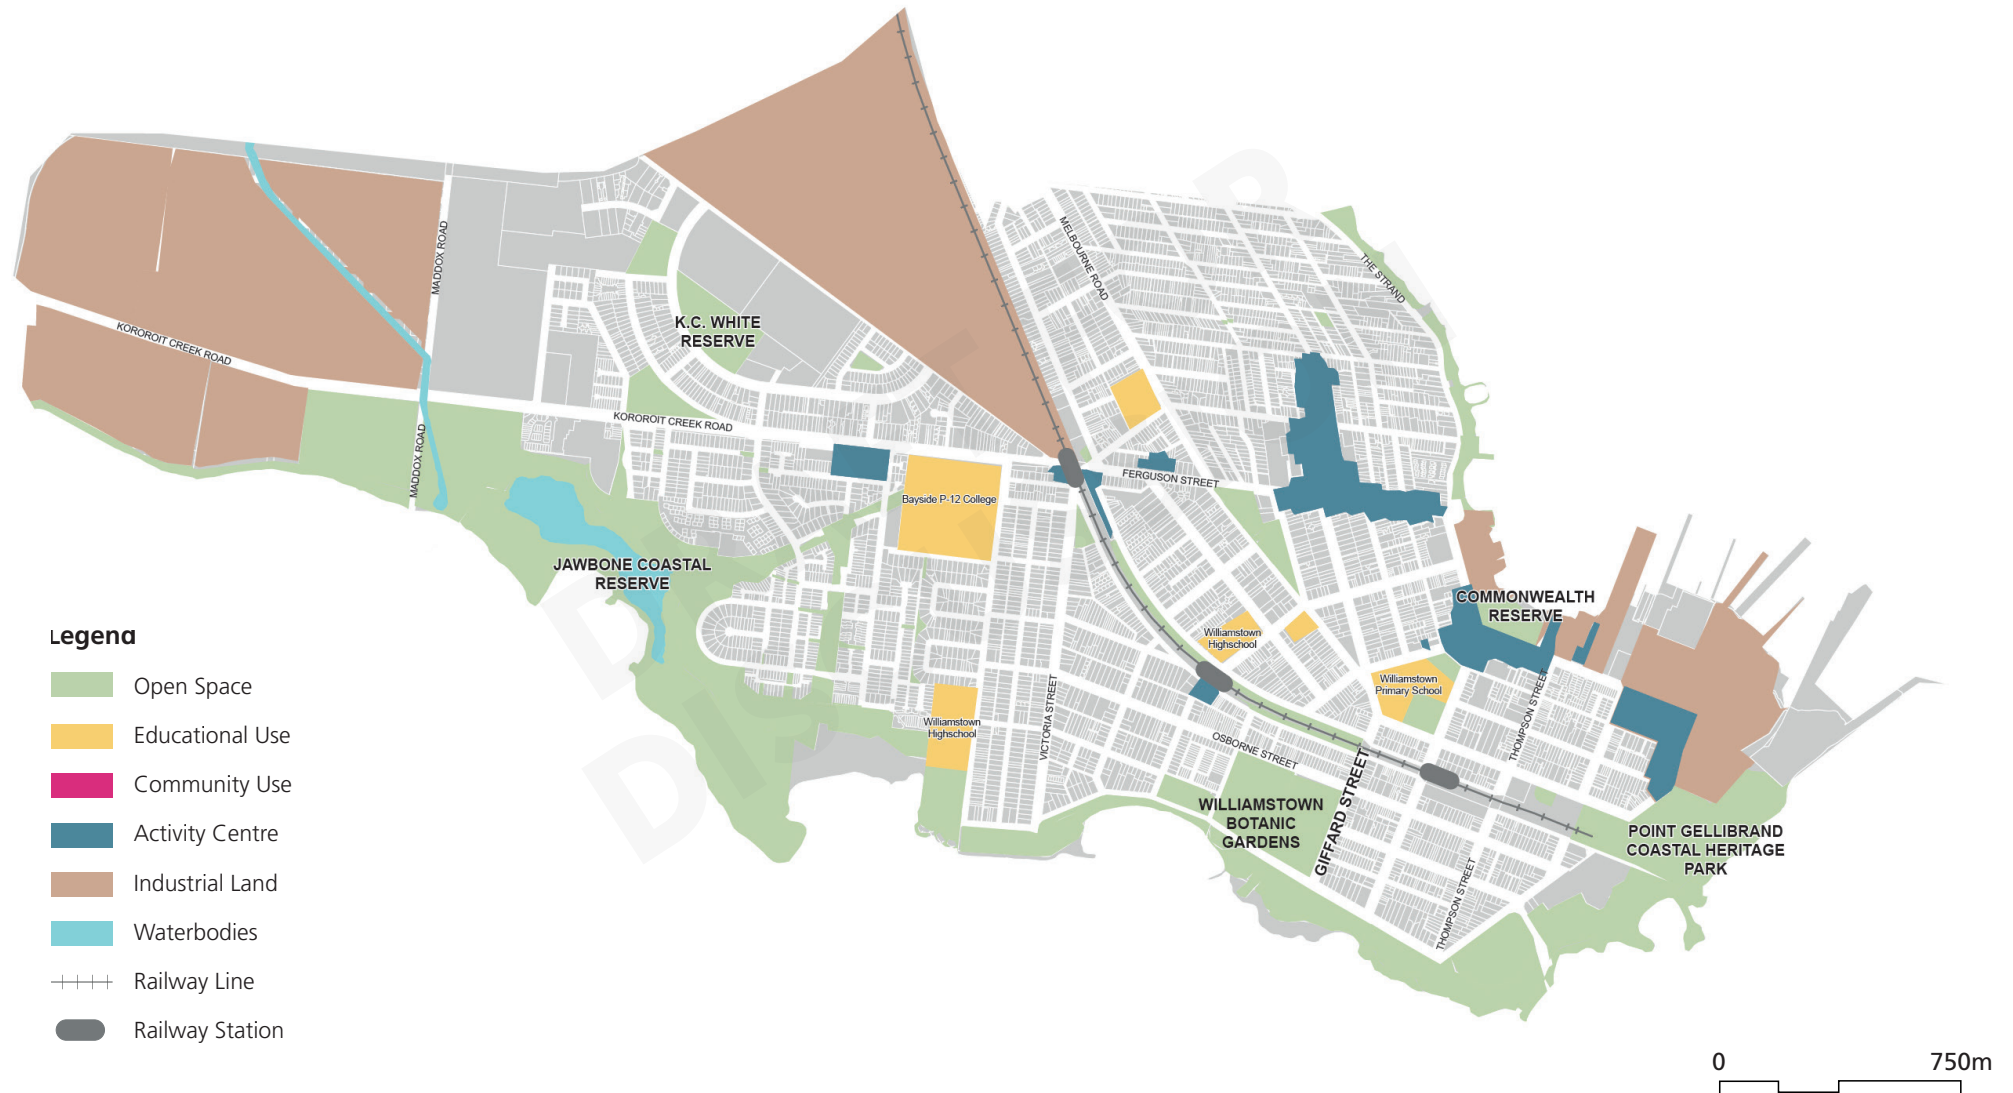 MADDOX ROAD
MELBOURNE ROAD
THE STRAND
KOROROIT CREEK ROAD
K.C. WHITE
RESERVE
KOROROIT CREEK ROAD
MADDOX ROAD
FERGUSON STREET
Bayside P-12 College
JAWBONE COASTAL
RESERVE
COMMONWEALTH
RESERVE
Williamstown
Highschool
Williamstown
Primary School
Williamstown
Highschool
VICTORIA STREET
THOMPSON STREET
OSBORNE STREET
GIFFARD STREET
WILLIAMSTOWN
BOTANIC
GARDENS
POINT GELLIBRAND
COASTAL HERITAGE
PARK
THOMPSON STREET
Legend
Open Space
Educational Use
Community Use
Activity Centre
Industrial Land
Waterbodies
Railway Line
Railway Station
0 750m